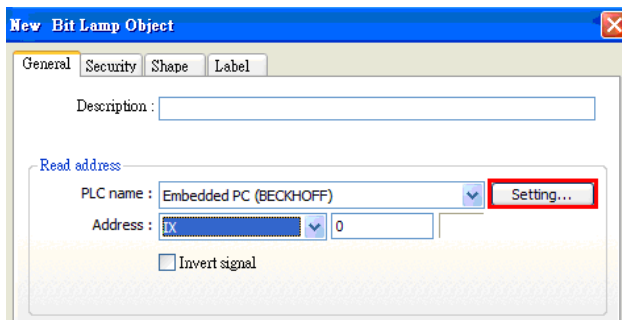 New Bit Lamp Object
General Security Shape Label
Description :
Read address
PLC name : Embedded PC (BECKHOFF) Setting...
Address : IX 0
Invert signal